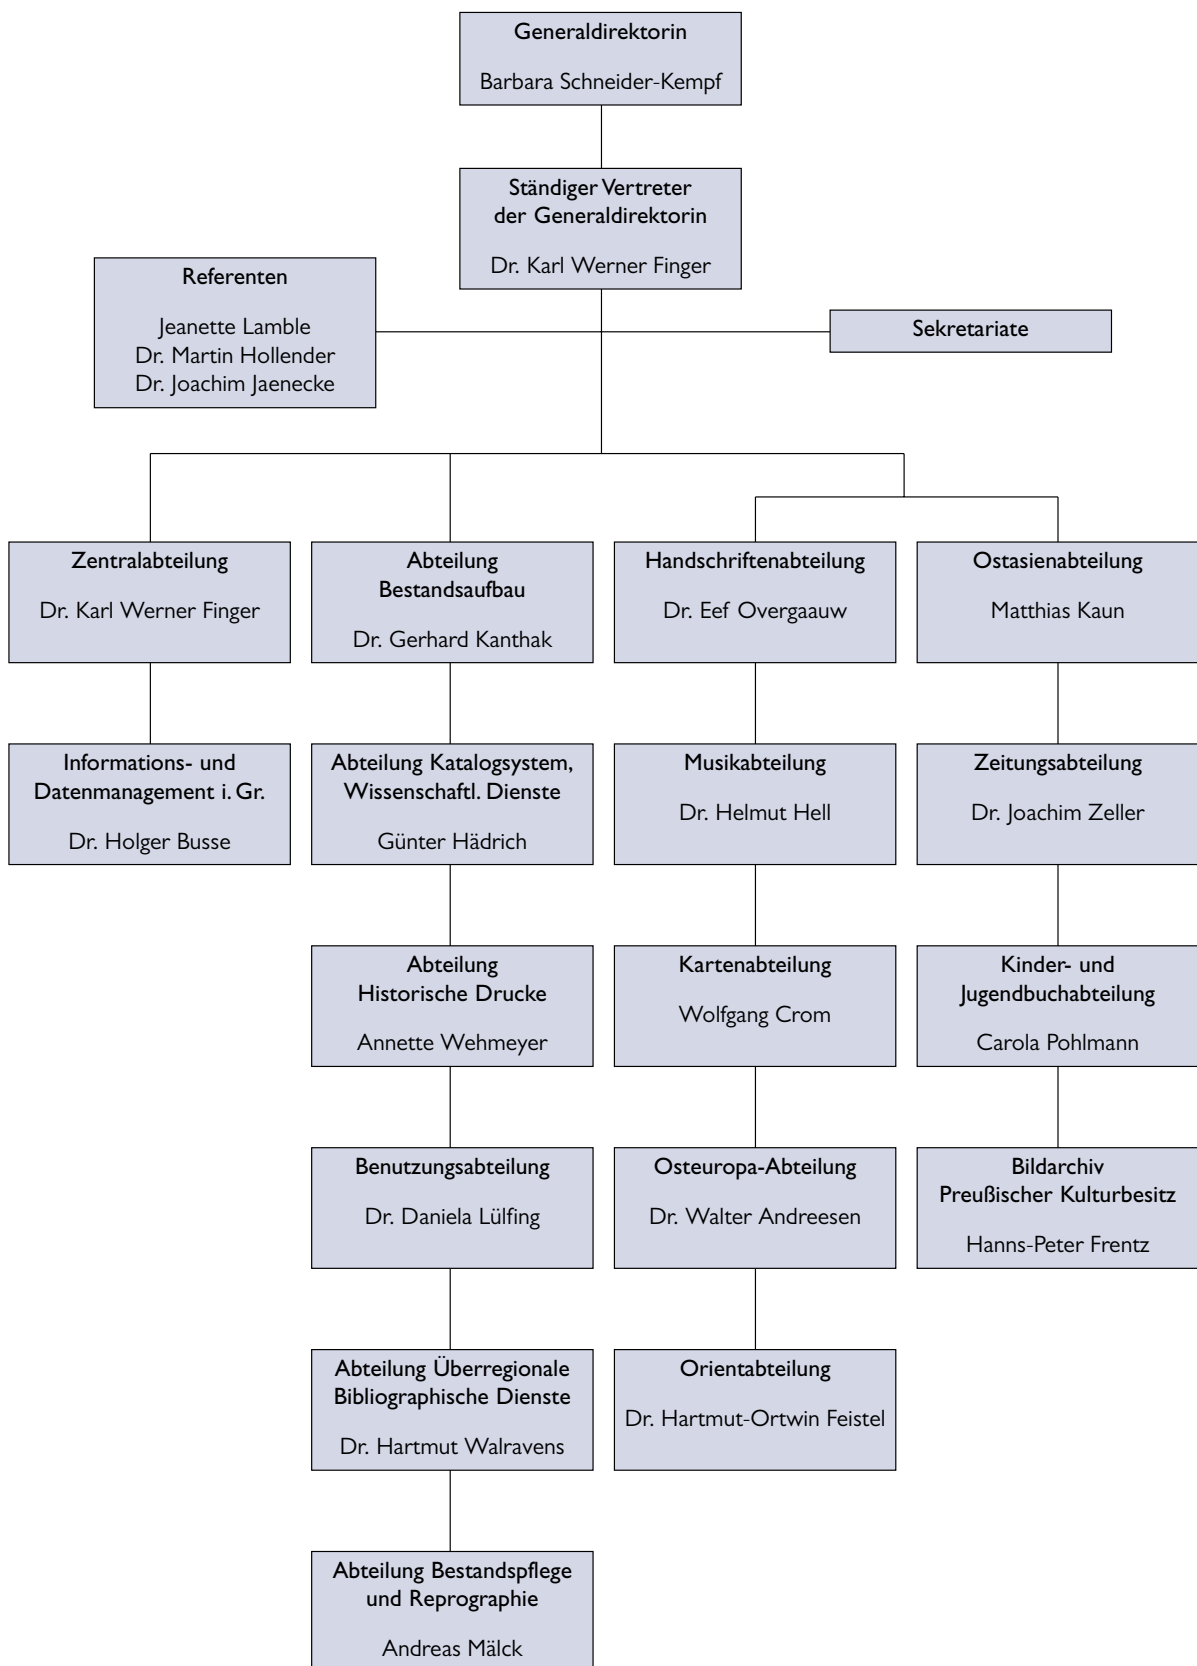 Generaldirektorin
Barbara Schneider-Kempf
Ständiger Vertreter
der Generaldirektorin
Dr. Karl Werner Finger
Referenten
Jeanette Lamble
Dr. Martin Hollender
Dr. Joachim Jaenecke
Sekretariate
Zentralabteilung
Dr. Karl Werner Finger
Informations- und
Datenmanagement i. Gr.
Dr. Holger Busse
Abteilung
Bestandsaufbau
Dr. Gerhard Kanthak
Abteilung Katalogsystem,
Wissenschaftl. Dienste
Günter Hädrich
Abteilung
Historische Drucke
Annette Wehmeyer
Benutzungsabteilung
Dr. Daniela Lülfing
Abteilung Überregionale
Bibliographische Dienste
Dr. Hartmut Walravens
Abteilung Bestandspflege
und Reprographie
Andreas Mälck
Handschriftenabteilung
Dr. Eef Overgaauw
Musikabteilung
Dr. Helmut Hell
Kartenabteilung
Wolfgang Crom
Osteuropa-Abteilung
Dr. Walter Andreesen
Orientabteilung
Dr. Hartmut-Ortwin Feistel
Ostasienabteilung
Matthias Kaun
Zeitungsabteilung
Dr. Joachim Zeller
Kinder- und
Jugendbuchabteilung
Carola Pohlmann
Bildarchiv
Preußischer Kulturbesitz
Hanns-Peter Frentz